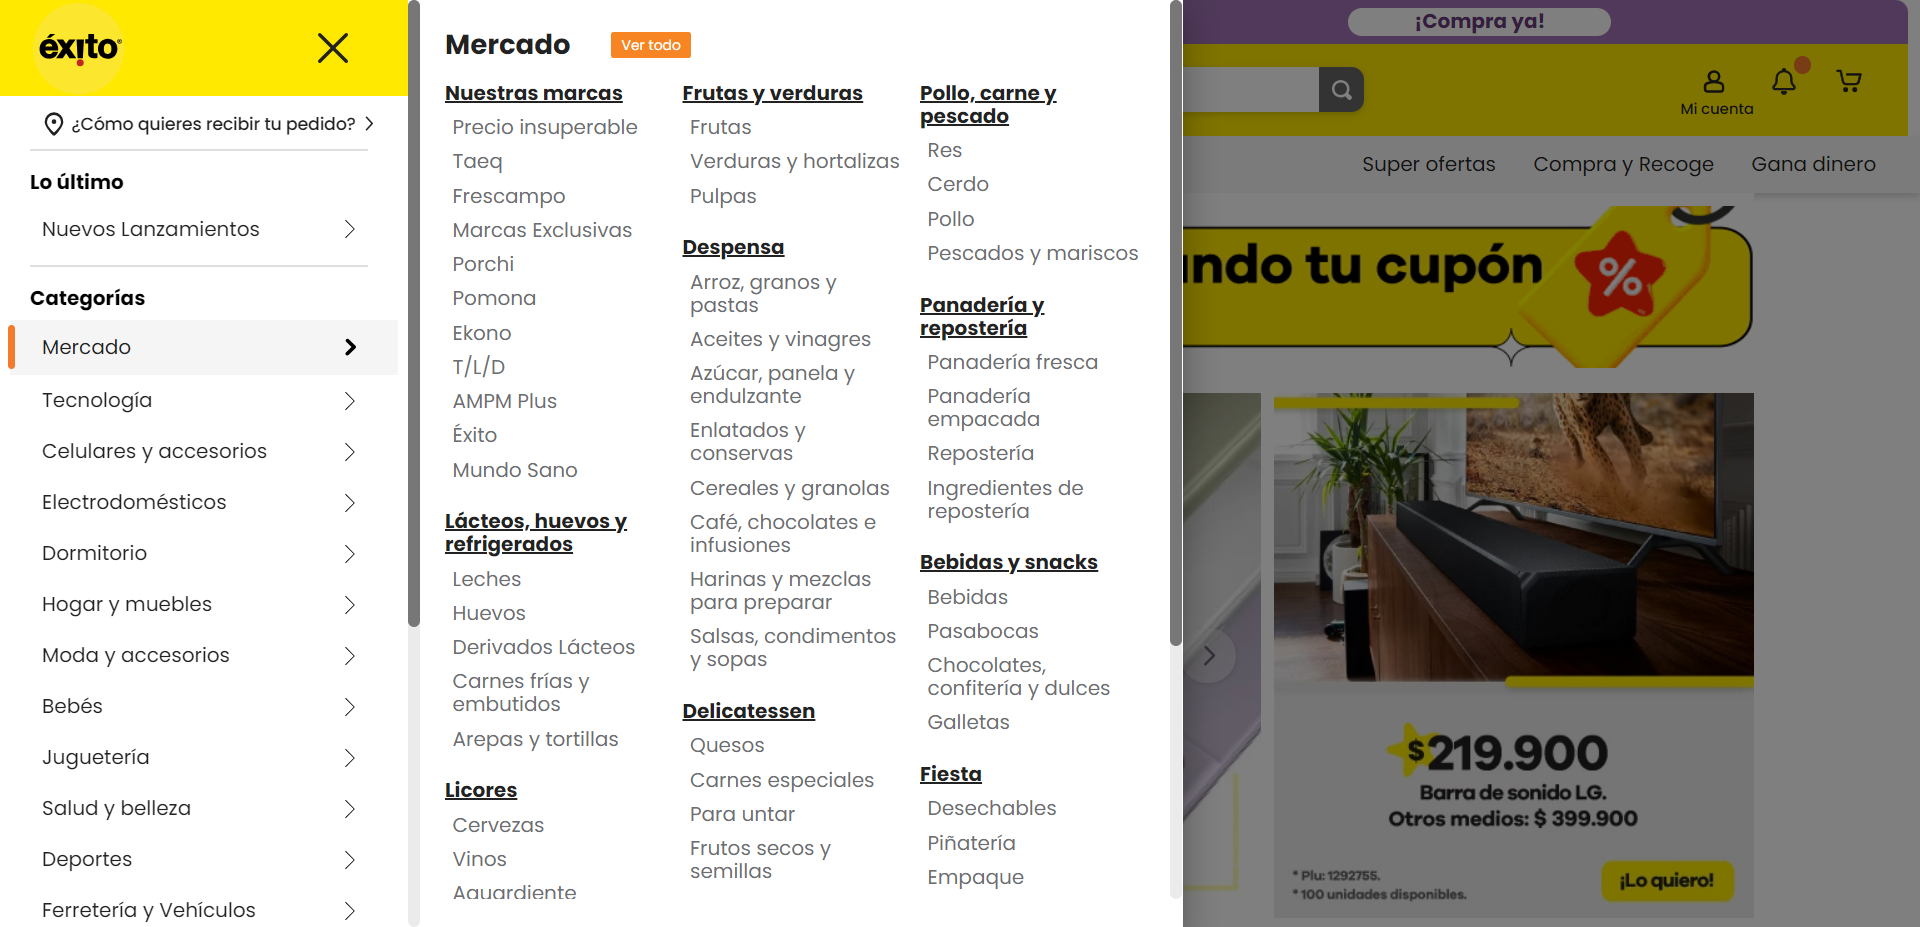 éxito
¿Cómo quieres recibir tu pedido?
Lo último
Nuevos Lanzamientos
Categorías
Mercado
Tecnología
Celulares y accesorios
Electrodomésticos
Dormitorio
Hogar y muebles
Moda y accesorios
Bebés
Juguetería
Salud y belleza
Deportes
Ferretería y Vehículos
Mercado
Ver todo
Nuestras marcas
Precio insuperable
Taeq
Frescampo
Marcas Exclusivas
Porchi
Pomona
Ekono
T/L/D
AMPM Plus
Éxito
Mundo Sano
Lácteos, huevos y
refrigerados
Leches
Huevos
Derivados Lácteos
Carnes frías y
embutidos
Arepas y tortillas
Licores
Cervezas
Vinos
Aguardiente
Frutas y verduras
Frutas
Verduras y hortalizas
Pulpas
Despensa
Arroz, granos y
pastas
Aceites y vinagres
Azúcar, panela y
endulzante
Enlatados y
conservas
Cereales y granolas
Café, chocolates e
infusiones
Harinas y mezclas
para preparar
Salsas, condimentos
y sopas
Delicatessen
Quesos
Carnes especiales
Para untar
Frutos secos y
semillas
Pollo, carne y
pescado
Res
Cerdo
Pollo
Pescados y mariscos
Panadería y
repostería
Panadería fresca
Panadería
empacada
Repostería
Ingredientes de
repostería
Bebidas y snacks
Bebidas
Pasabocas
Chocolates,
confitería y dulces
Galletas
Fiesta
Desechables
Piñatería
Empaque
¡Compra ya!
Mi cuenta
Super ofertas
Compra y Recoge
Gana dinero
ndo tu cupón
%
$219.900
Barra de sonido LG.
Otros medios: $ 399.900
* Plu: 1292755.
* 100 unidades disponibles.
¡Lo quiero!